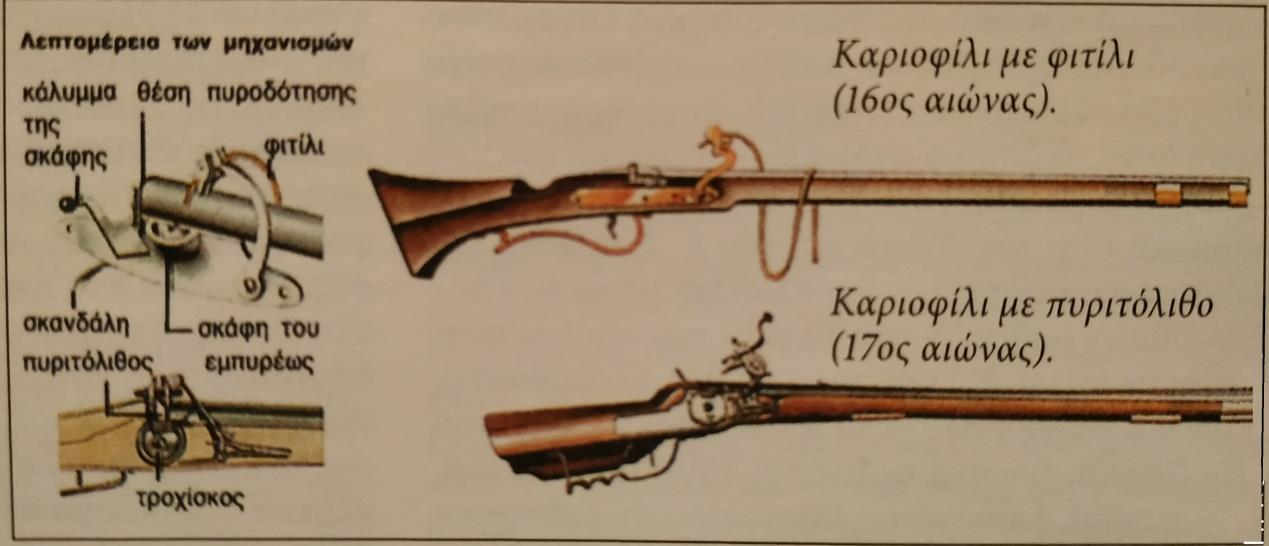 Λεπτομέρεια των μηχανισμών
κάλυμμα θέση πυροδότησης
της
σκάφης
φιτίλι
σκανδάλη
σκάφη του
εμπυρέως
πυριτόλιθος
τροχίσκος
Καριοφίλι με φιτίλι
(16ος αιώνας).
Καριοφίλι με πυριτόλιθο
(17ος αιώνας).